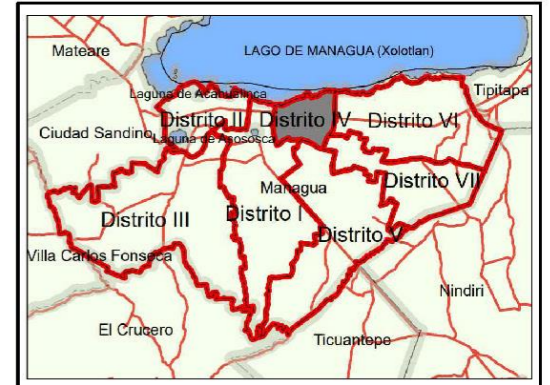 Mateare
LAGO DE MANAGUA (Xolotlan)
Laguna de Acahualinca
Tipitapa
Ciudad Sandino
Distrito II
Distrito IV
Distrito VI
Laguna de Asososca
Managua
Distrito VII
Distrito III
Distrito I
Distrito V
Villa Carlos Fonseca
Nindiri
El Crucero
Ticuantepe